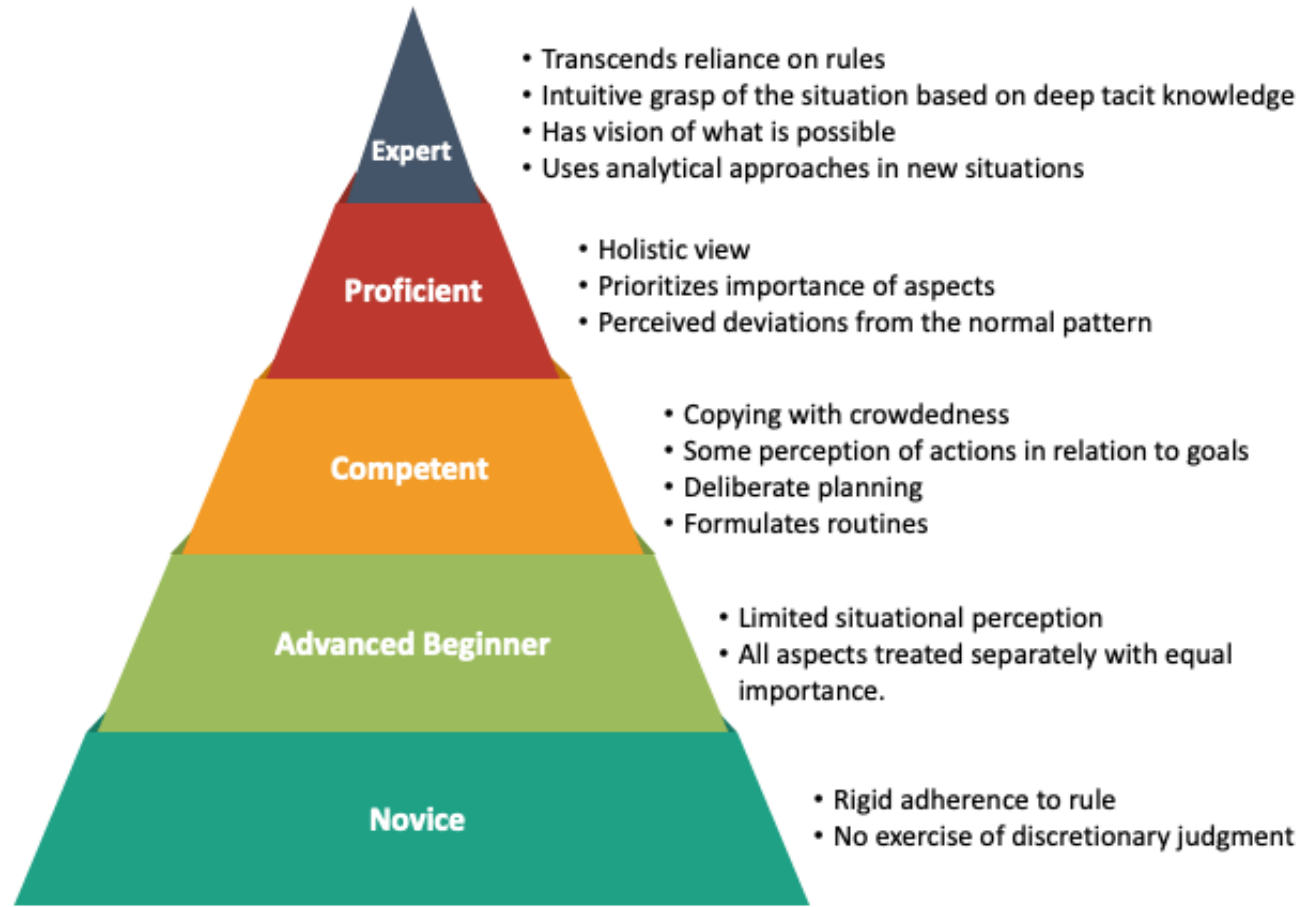 • Transcends reliance on rules
• Intuitive grasp of the situation based on deep tacit knowledge
• Has vision of what is possible
• Uses analytical approaches in new situations
Expert
• Holistic view
• Prioritizes importance of aspects
• Perceived deviations from the normal pattern
Proficient
• Copying with crowdedness
• Some perception of actions in relation to goals
• Deliberate planning
• Formulates routines
Competent
• Limited situational perception
• All aspects treated separately with equal
importance.
Advanced Beginner
• Rigid adherence to rule
• No exercise of discretionary judgment
Novice